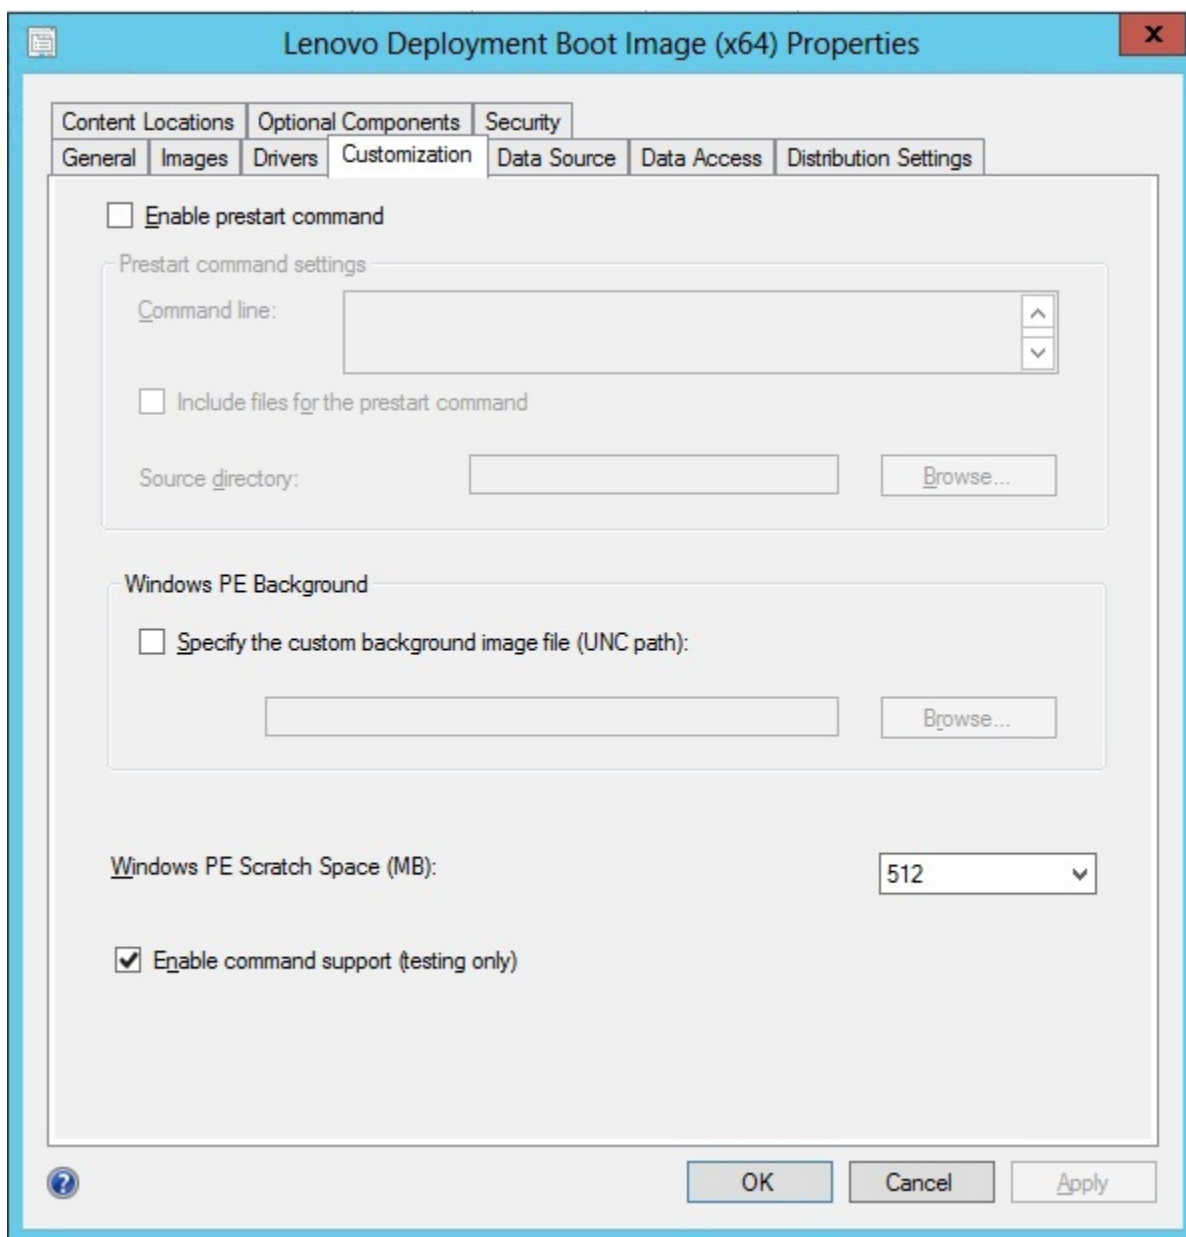 Lenovo Deployment Boot Image (x64) Properties
x
Content Locations Optional Components Security
General Images Drivers Customization Data Source Data Access Distribution Settings
Enable prestart command
Prestart command settings
Command line:
Include files for the prestart command
Source directory:
Browse...
Windows PE Background
Specify the custom background image file (UNC path):
Browse...
Windows PE Scratch Space (MB):
512
Enable command support (testing only)
?
OK Cancel Apply